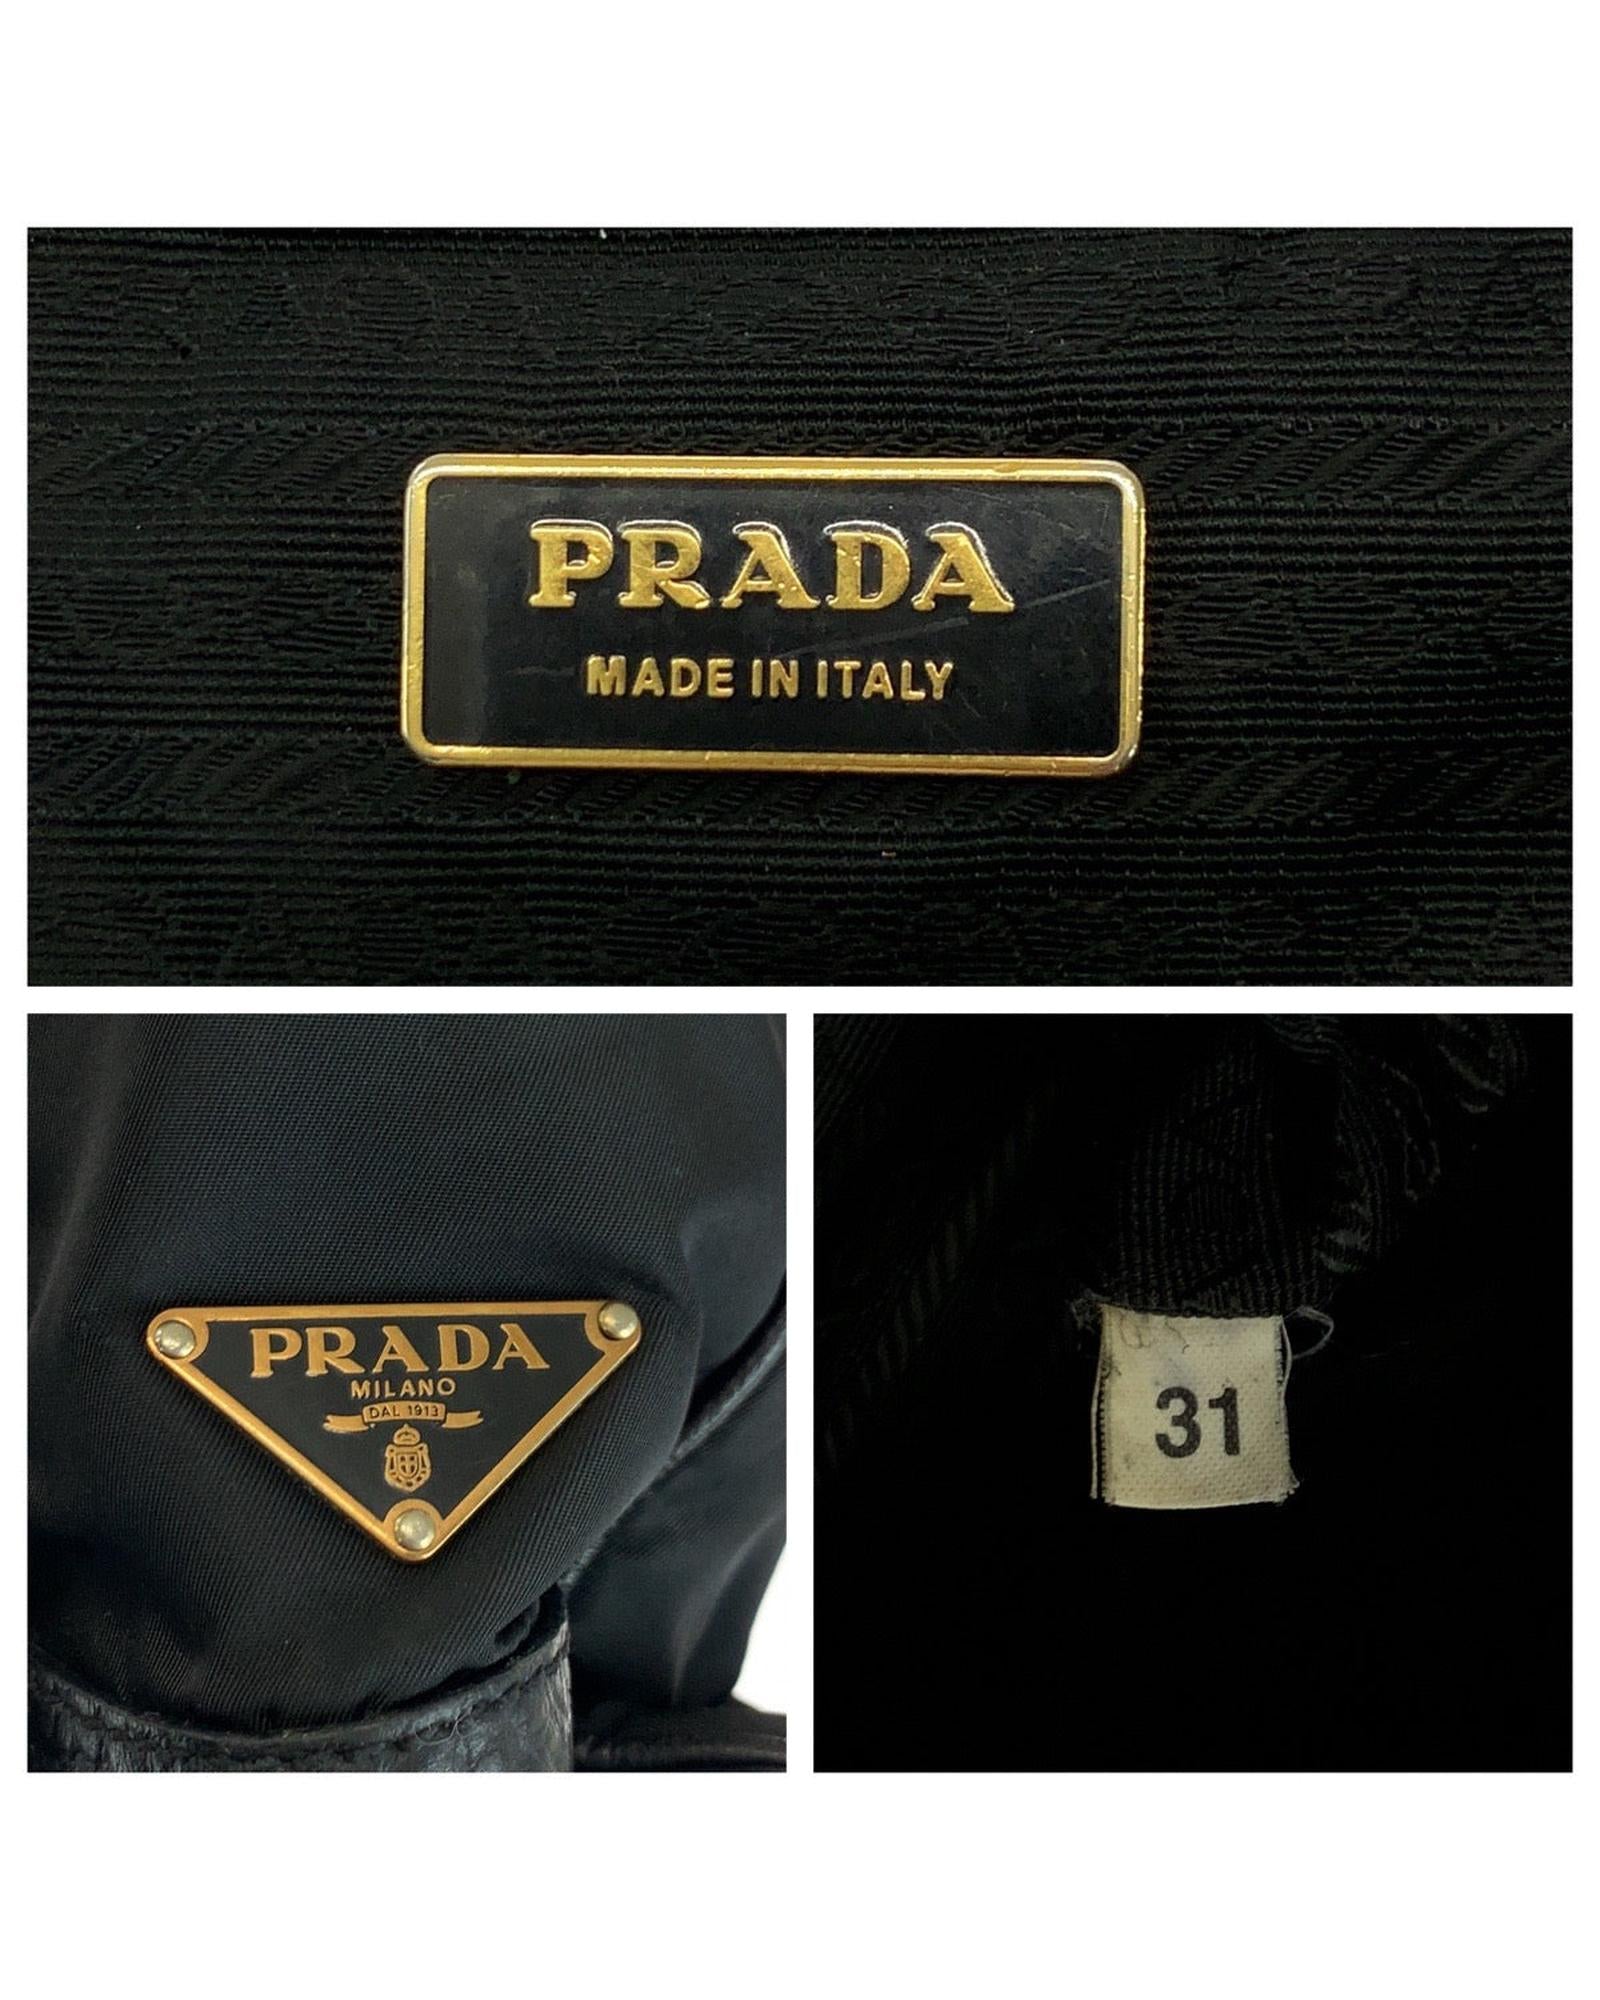 PRADA
MADE IN ITALY
PRADA
MILANO
DAL 1913
31